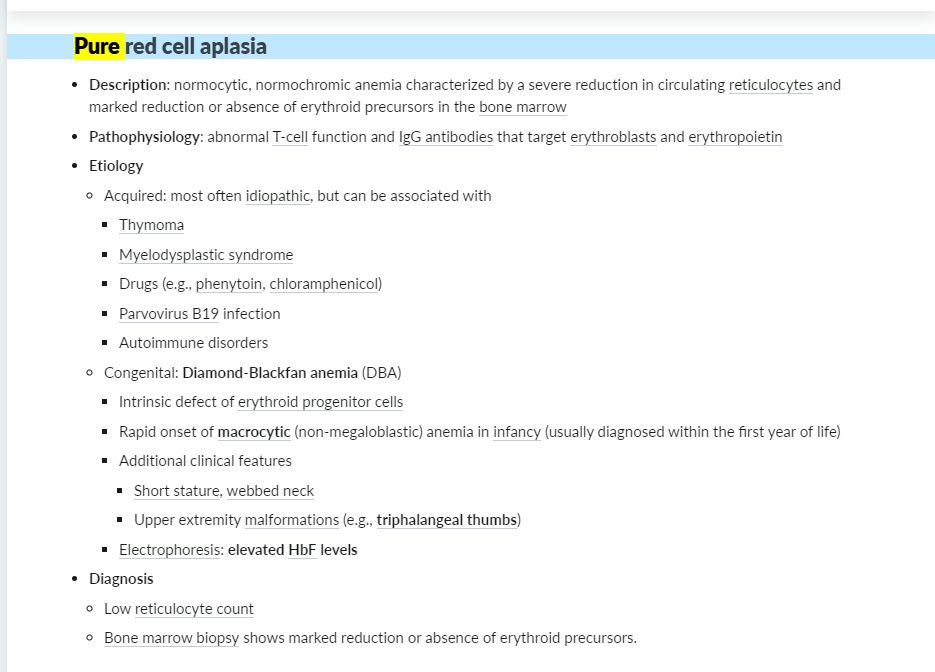 Pure red cell aplasia
• Description: normocytic, normochromic anemia characterized by a severe reduction in circulating reticulocytes and
marked reduction or absence of erythroid precursors in the bone marrow
• Pathophysiology: abnormal T-cell function and IgG antibodies that target erythroblasts and erythropoietin
• Etiology
Acquired: most often idiopathic, but can be associated with
Thymoma
Myelodysplastic syndrome
Drugs (e.g., phenytoin, chloramphenicol)
Parvovirus B19 infection
Autoimmune disorders
Congenital: Diamond-Blackfan anemia (DBA)
Intrinsic defect of erythroid progenitor cells
Rapid onset of macrocytic (non-megaloblastic) anemia in infancy (usually diagnosed within the first year of life)
Additional clinical features
Short stature, webbed neck
Upper extremity malformations (e.g., triphalangeal thumbs)
Electrophoresis: elevated HbF levels
• Diagnosis
Low reticulocyte count
Bone marrow biopsy shows marked reduction or absence of erythroid precursors.